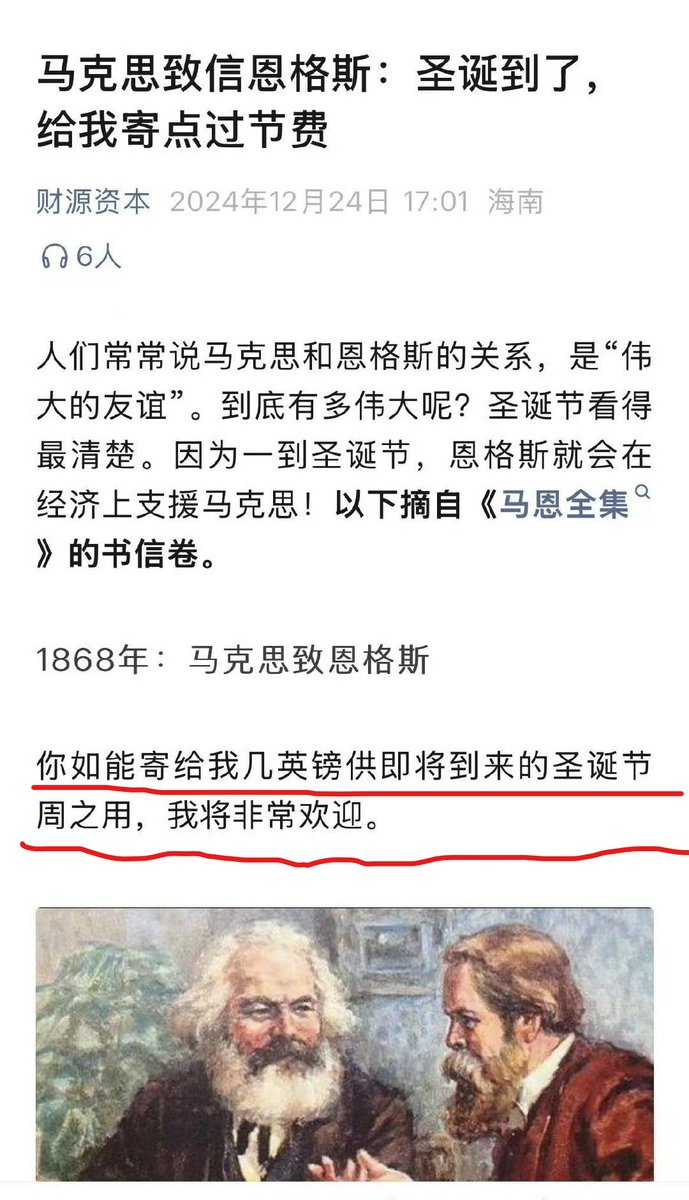 马克思致信恩格斯：圣诞到了，
给我寄点过节费
财源资本 2024年12月24日 17:01 海南
6人
人们常常说马克思和恩格斯的关系，是“伟
大的友谊”。到底有多伟大呢？圣诞节看得
最清楚。因为一到圣诞节，恩格斯就会在
经济上支援马克思！以下摘自《马恩全集
》的书信卷。
1868年：马克思致恩格斯
你如能寄给我几英镑供即将到来的圣诞节
周之用，我将非常欢迎。